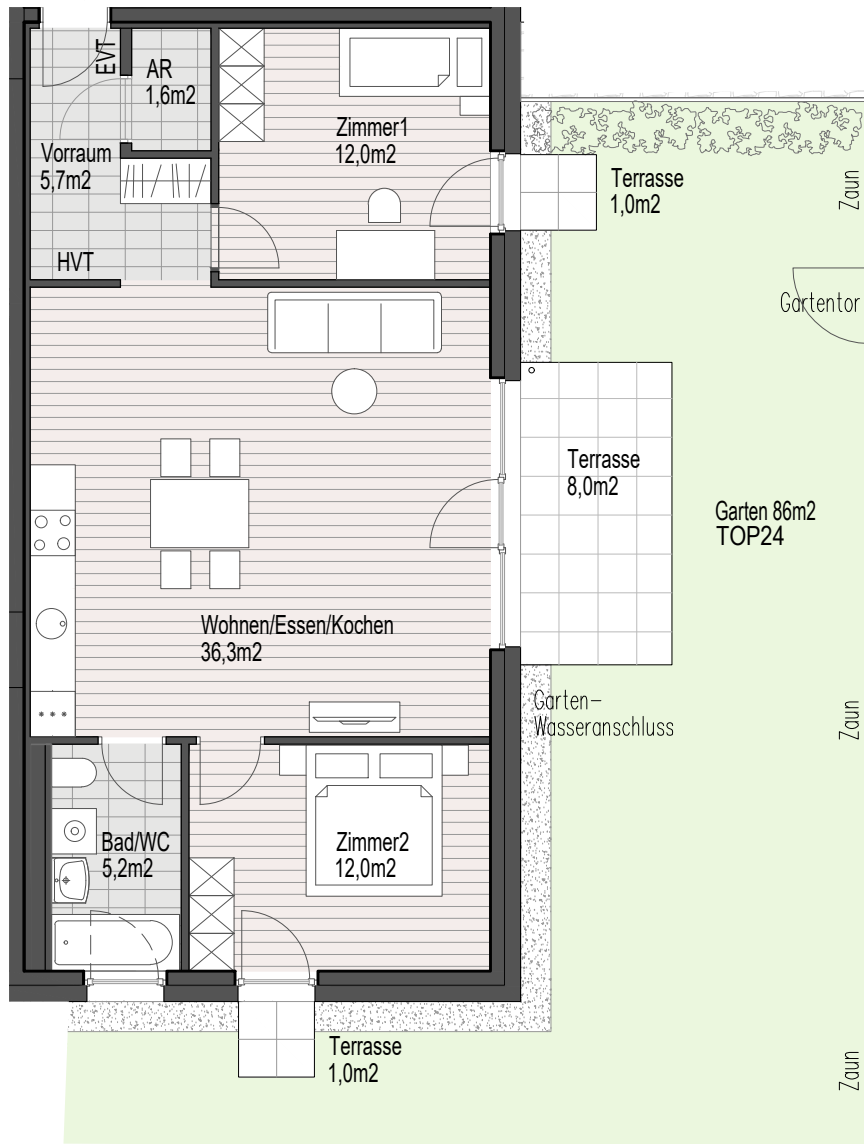 EVT
AR
1,6m2
Vorraum
5,7m2
HVT
Zimmer1
12,0m2
Terrasse
1,0m2
Zaun
Gartentor
Terrasse
8,0m2
Garten 86m2
TOP24
Wohnen/Essen/Kochen
36,3m2
Garten-
Wasseranschluss
Zaun
Bad/WC
5,2m2
Zimmer2
12,0m2
Terrasse
1,0m2
Zaun